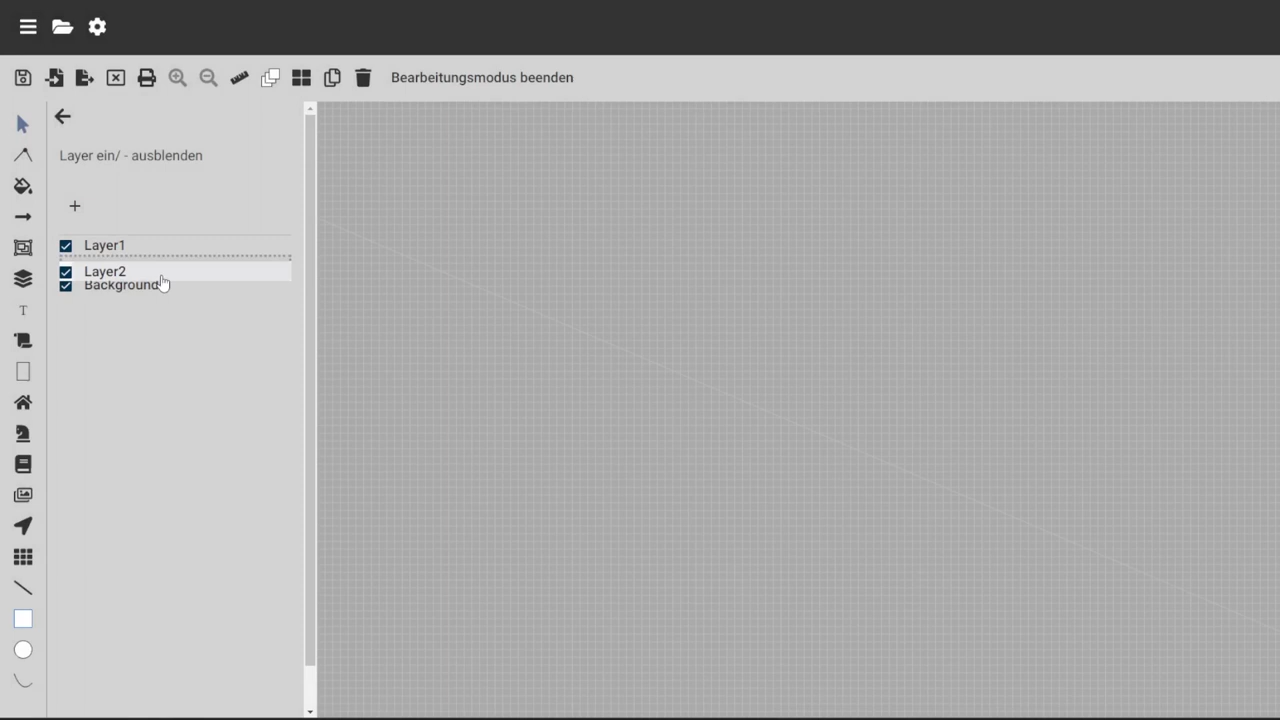 Bearbeitungsmodus beenden
Layer ein/ - ausblenden
+
Layer1
Layer2
Background
T